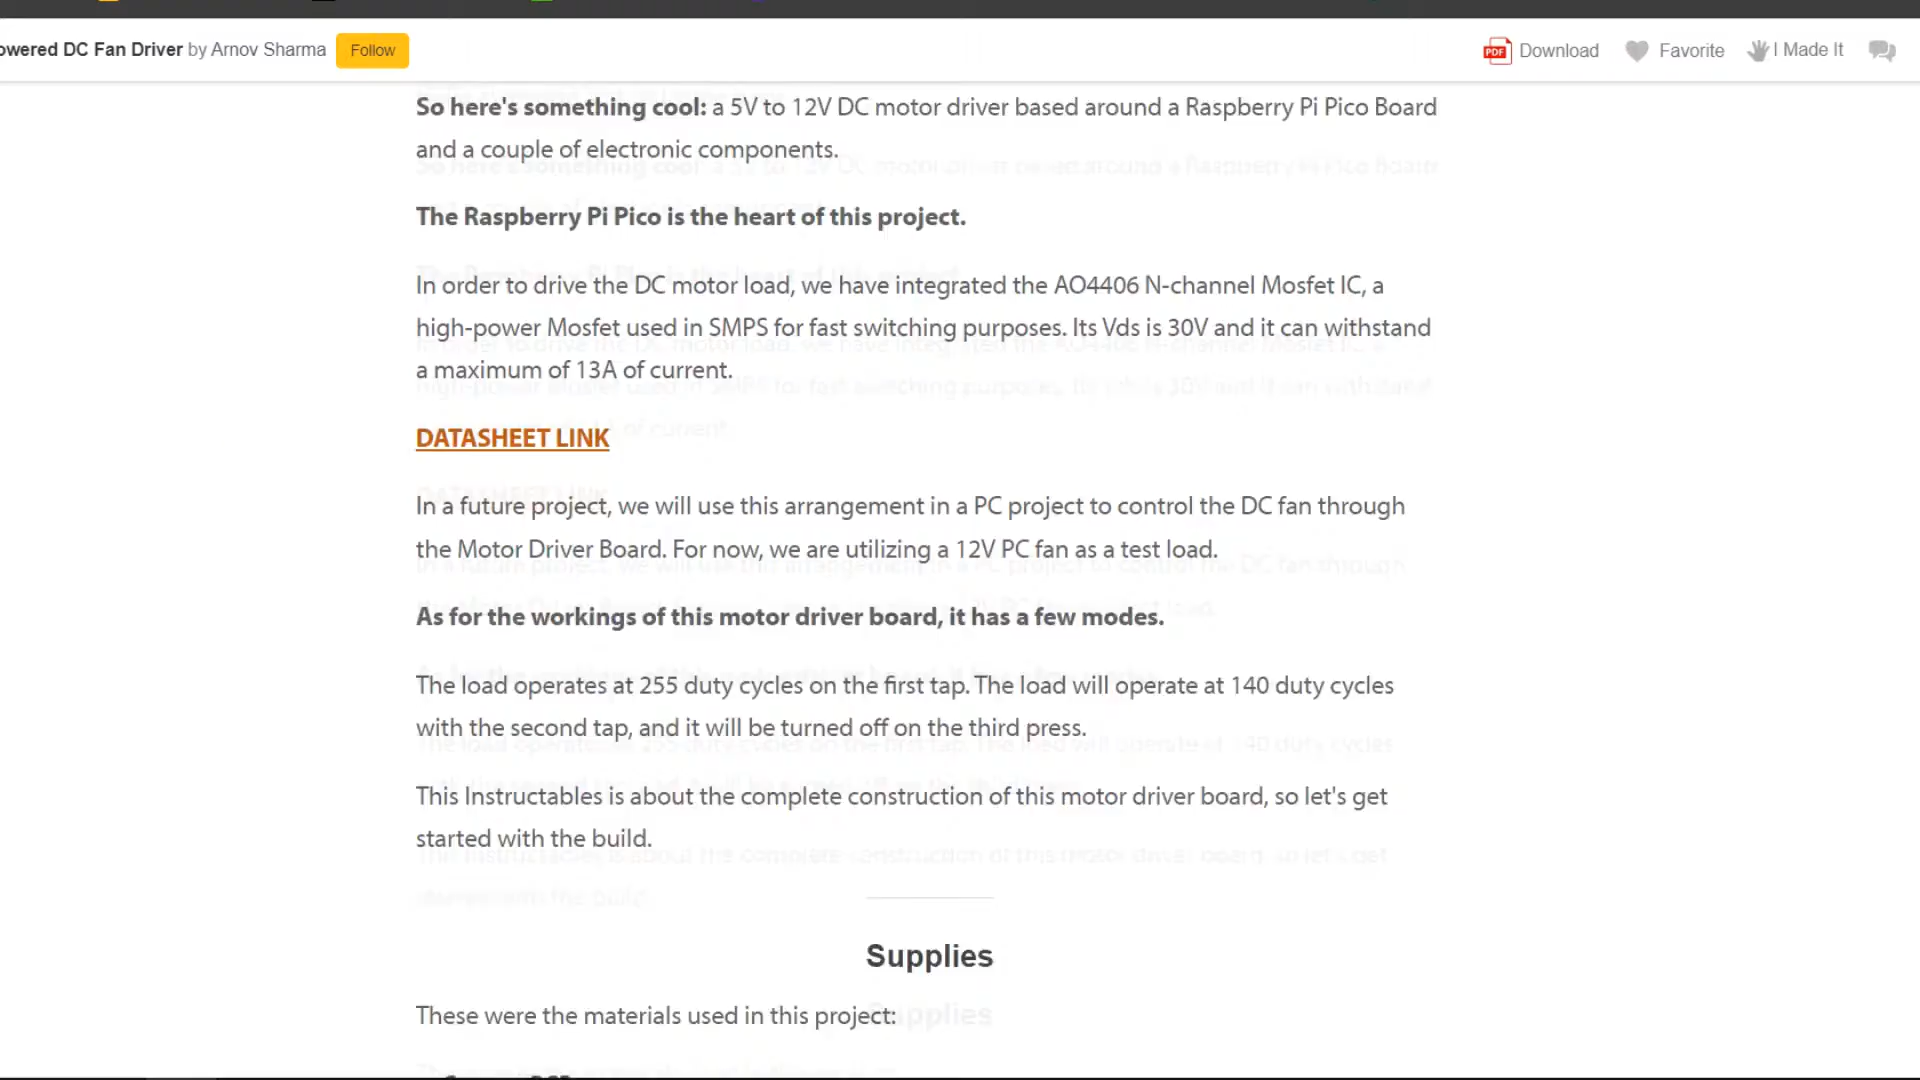 owered DC Fan Driver by Arnov Sharma Follow
PDF Download Favorite I Made It
So here's something cool: a 5V to 12V DC motor driver based around a Raspberry Pi Pico Board
and a couple of electronic components.
The Raspberry Pi Pico is the heart of this project.
In order to drive the DC motor load, we have integrated the AO4406 N-channel Mosfet IC, a
high-power Mosfet used in SMPS for fast switching purposes. Its Vds is 30V and it can withstand
a maximum of 13A of current.
DATASHEET LINK
In a future project, we will use this arrangement in a PC project to control the DC fan through
the Motor Driver Board. For now, we are utilizing a 12V PC fan as a test load.
As for the workings of this motor driver board, it has a few modes.
The load operates at 255 duty cycles on the first tap. The load will operate at 140 duty cycles
with the second tap, and it will be turned off on the third press.
This Instructables is about the complete construction of this motor driver board, so let's get
started with the build.
Supplies
These were the materials used in this project: